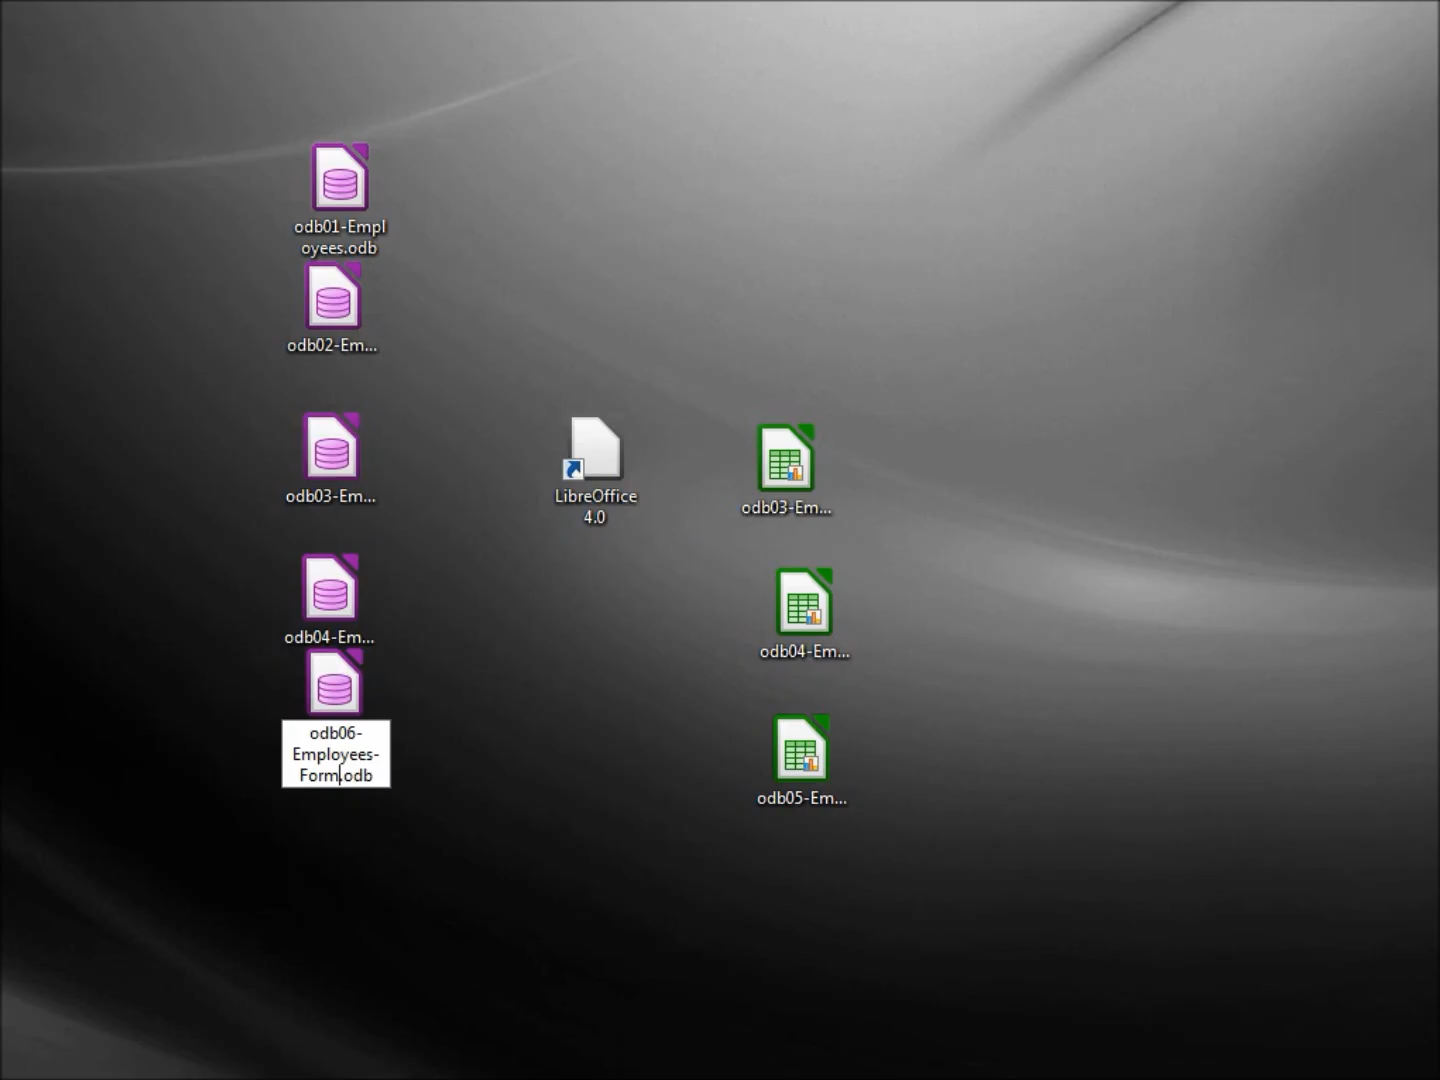 odb01-Empl
oyees.odb
odb02-Em...
odb03-Em...
LibreOffice
4.0
odb03-Em...
odb04-Em...
odb04-Em...
odb06-
Employees-
Form.odb
odb05-Em...